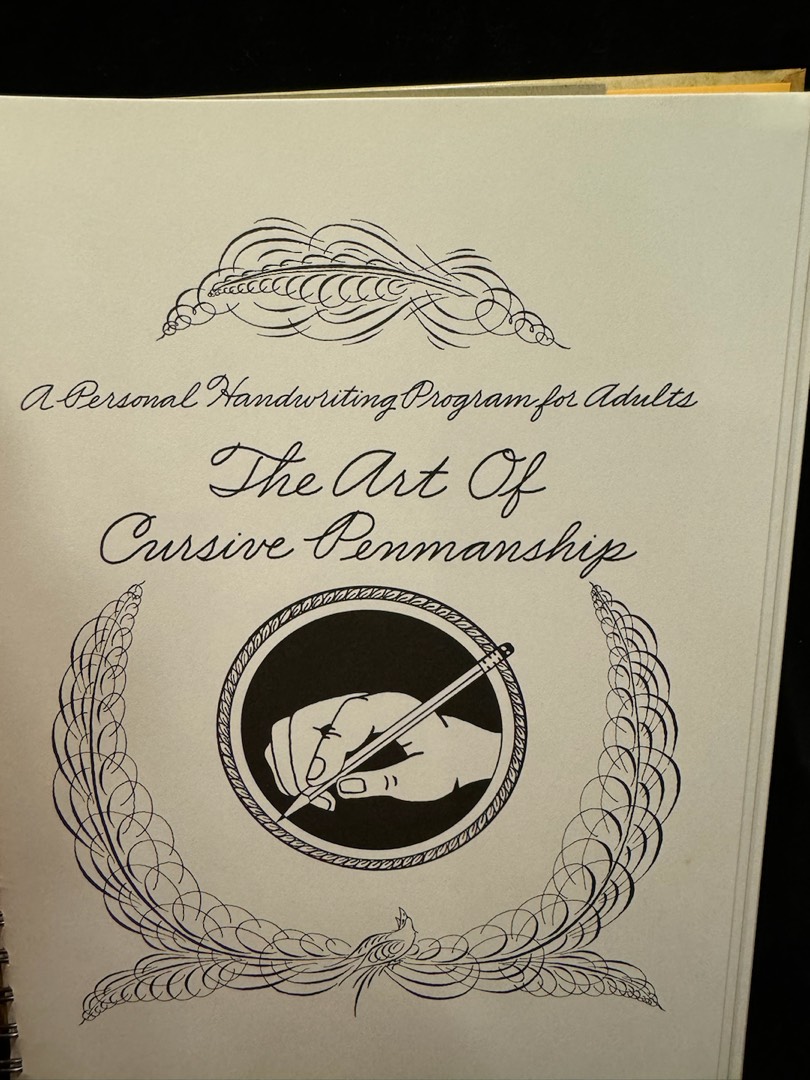 A Personal Handwriting Program for Adults
The Art Of
Cursive Penmanship